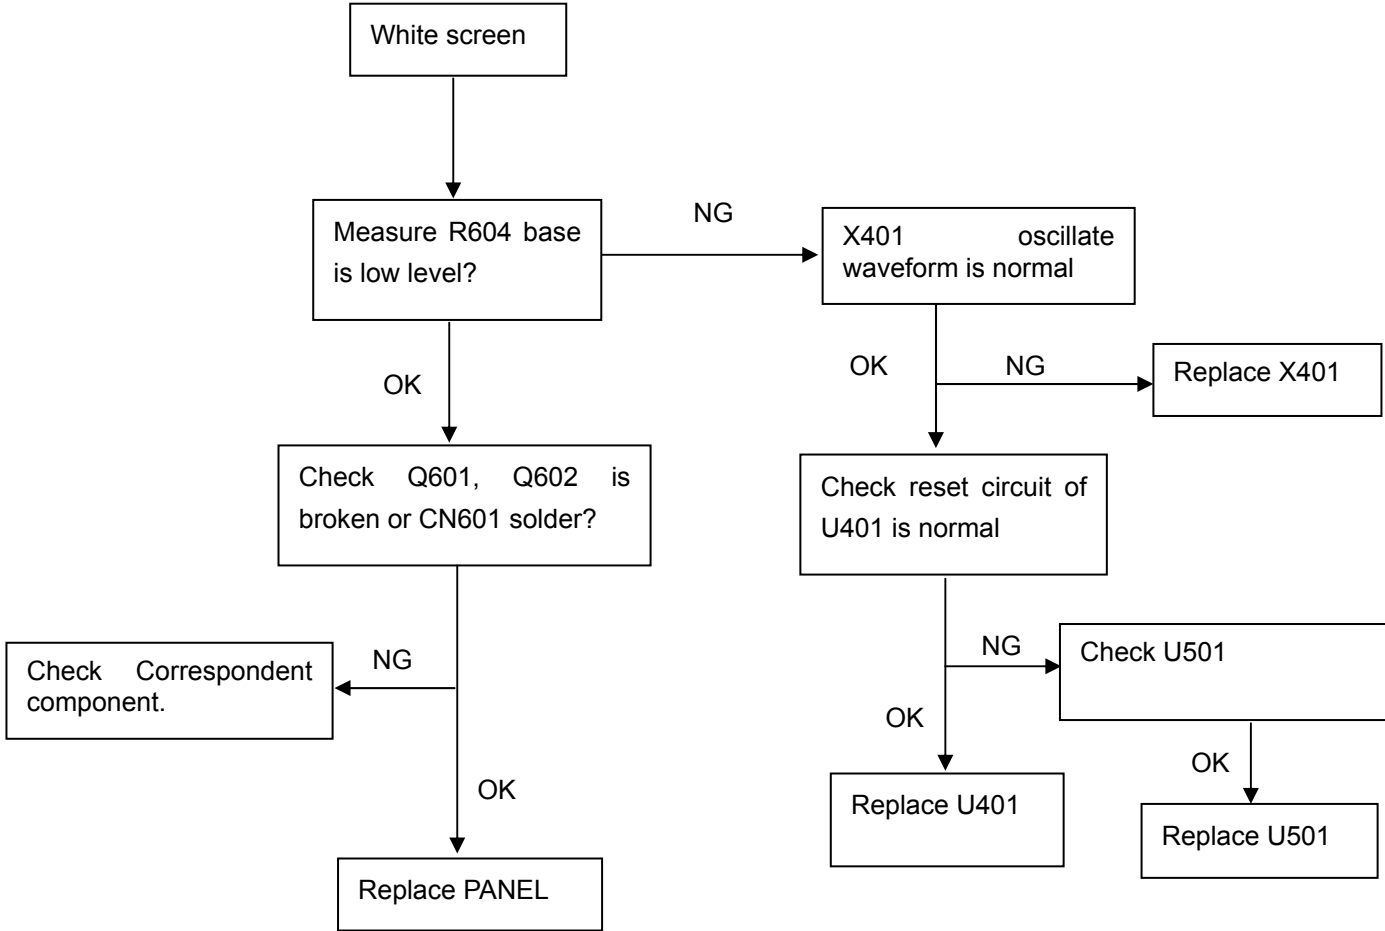 White screen
Measure R604 base
is low level?
NG
X401 oscillate
waveform is normal
OK
OK
NG
Replace X401
Check Q601, Q602 is
broken or CN601 solder?
Check reset circuit of
U401 is normal
Check Correspondent
component.
NG
NG
Check U501
OK
OK
OK
Replace U401
Replace U501
Replace PANEL